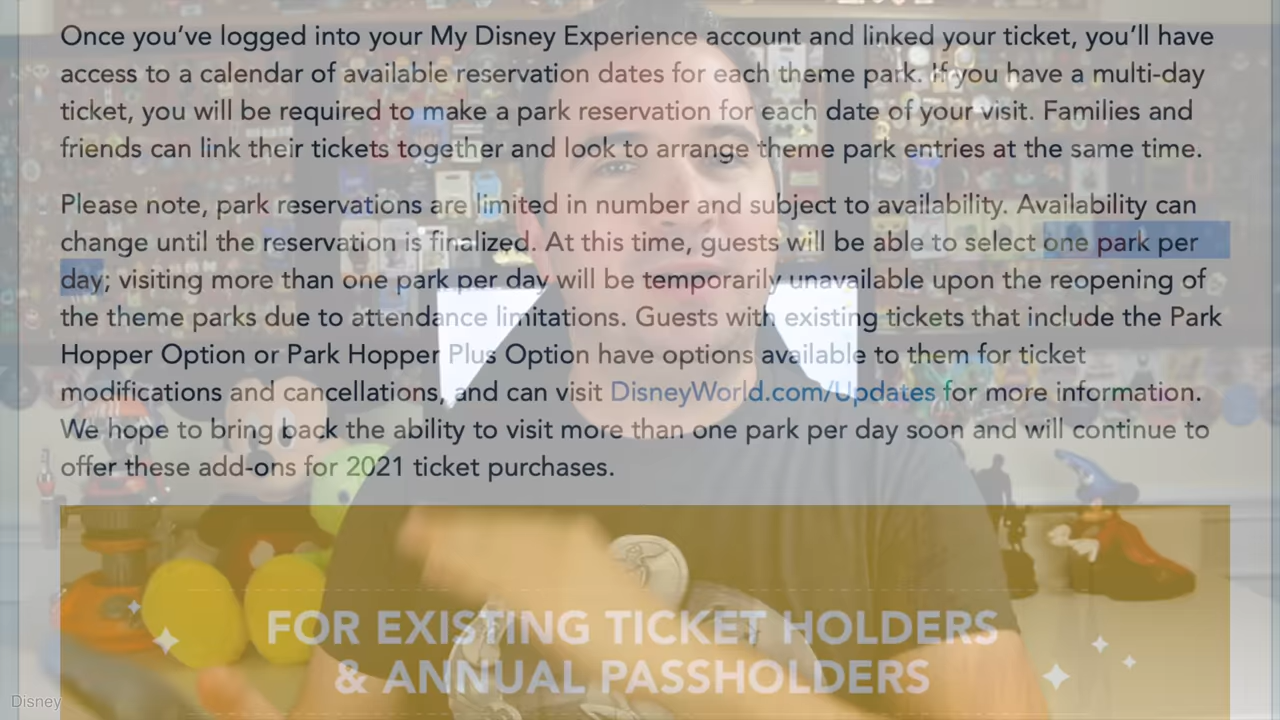 Once you’ve logged into your My Disney Experience account and linked your ticket, you’ll have
access to a calendar of available reservation dates for each theme park. If you have a multi-day
ticket, you will be required to make a park reservation for each date of your visit. Families and
friends can link their tickets together and look to arrange theme park entries at the same time.
Please note, park reservations are limited in number and subject to availability. Availability can
change until the reservation is finalized. At this time, guests will be able to select one park per
day; visiting more than one park per day will be temporarily unavailable upon the reopening of
the theme parks due to attendance limitations. Guests with existing tickets that include the Park
Hopper Option or Park Hopper Plus Option have options available to them for ticket
modifications and cancellations, and can visit DisneyWorld.com/Updates for more information.
We hope to bring back the ability to visit more than one park per day soon and will continue to
offer these add-ons for 2021 ticket purchases.
FOR EXISTING TICKET HOLDERS
& ANNUAL PASSHOLDERS
Disney